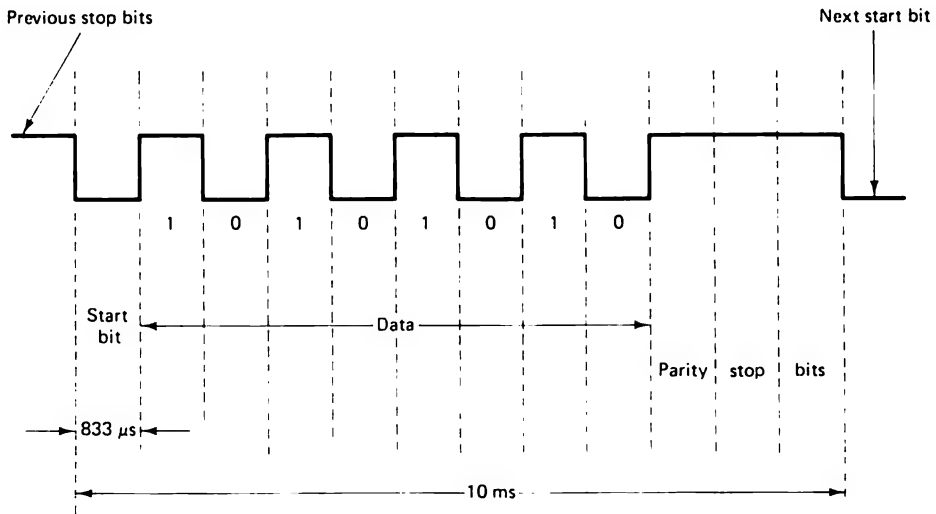 Previous stop bits
Next start bit
1 0 1 0 1 0 1 0
Start
bit
Data
Parity stop bits
833 μs
10 ms